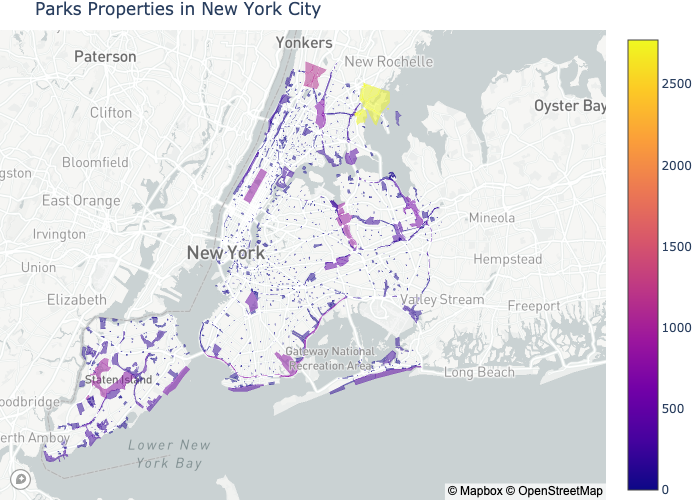 Parks Properties in New York City
Yonkers
Paterson
New Rochelle
Clifton
Oyster Bay
Bloomfield
gston
East Orange
Mineola
Irvington
New York
Hempstead
Union
Elizabeth
Valley Stream
Freeport
Gateway National
Recreation Area
Long Beach
Staten Island
oodbridge
erth Amboy
Lower New
York Bay
© Mapbox © OpenStreetMap
2500
2000
1500
1000
500
0